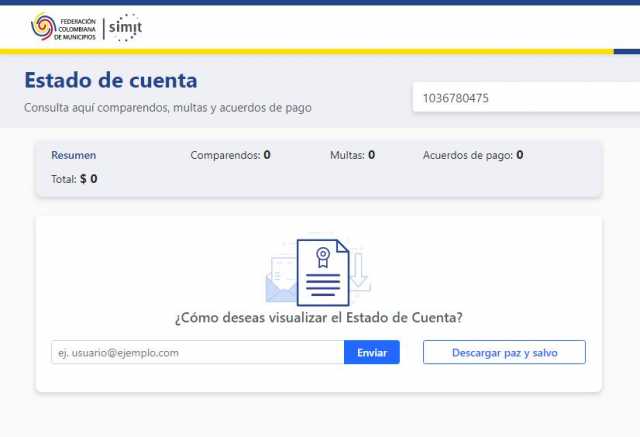 FEDERACIÓN
COLOMBIANA
DE MUNICIPIOS
simit
Estado de cuenta
Consulta aquí comparendos, multas y acuerdos de pago
1036780475
Resumen Comparendos: 0 Multas: 0 Acuerdos de pago: 0
Total: $ 0
¿Cómo deseas visualizar el Estado de Cuenta?
ej. usuario@ejemplo.com Enviar Descargar paz y salvo